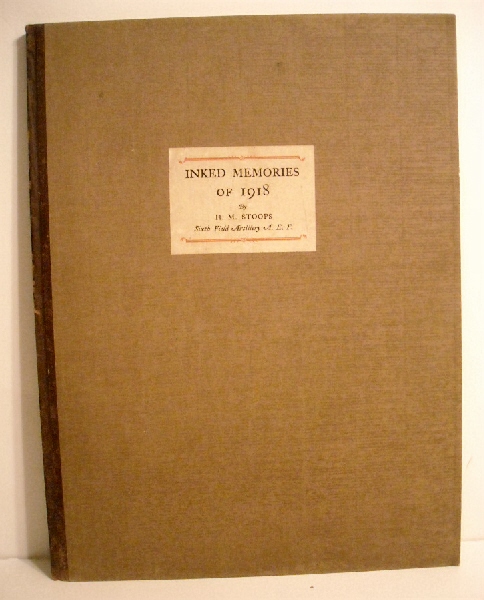 INKED MEMORIES
OF 1918
By
H. M. STOOPS
Sixth Field Artillery A. E. F.